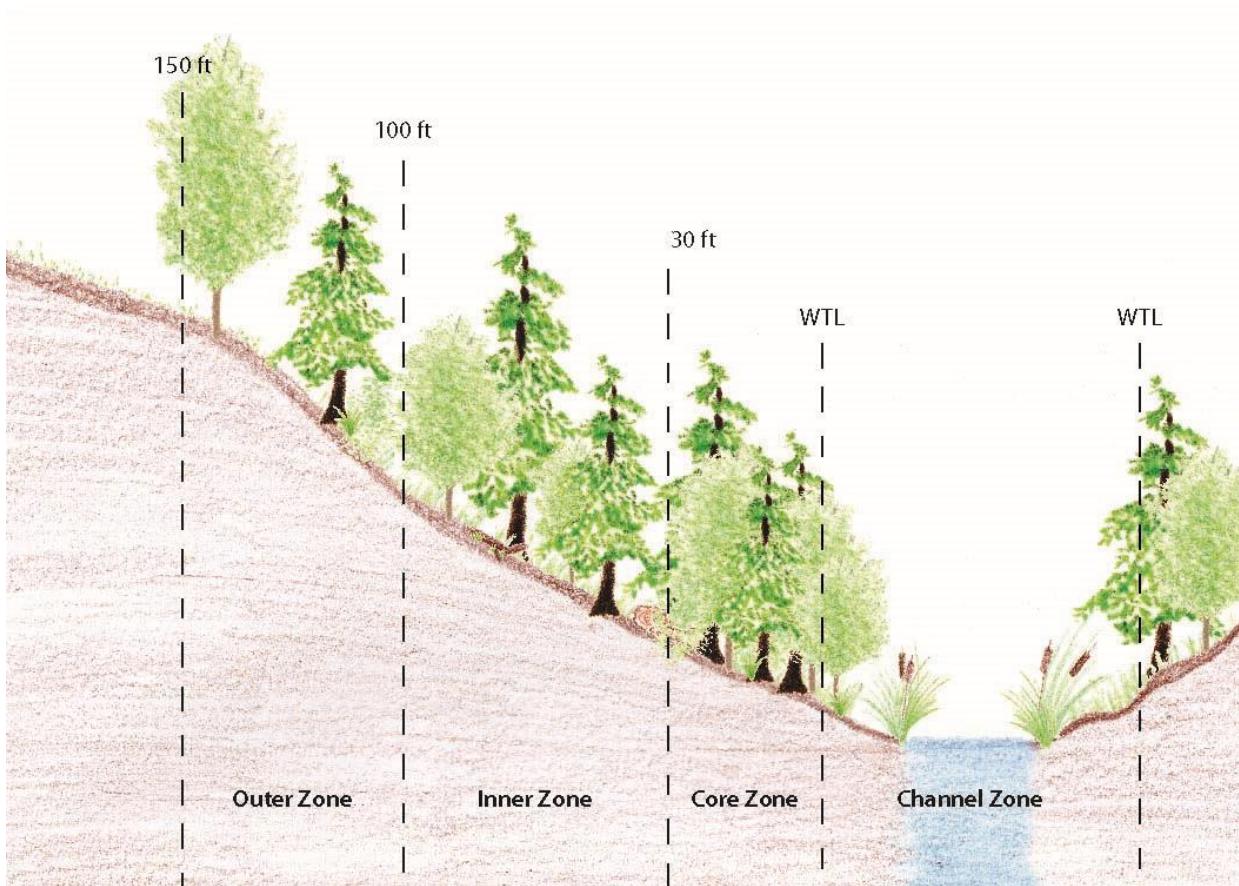 150 ft
100 ft
30 ft
WTL
WTL
Outer Zone
Inner Zone
Core Zone
Channel Zone